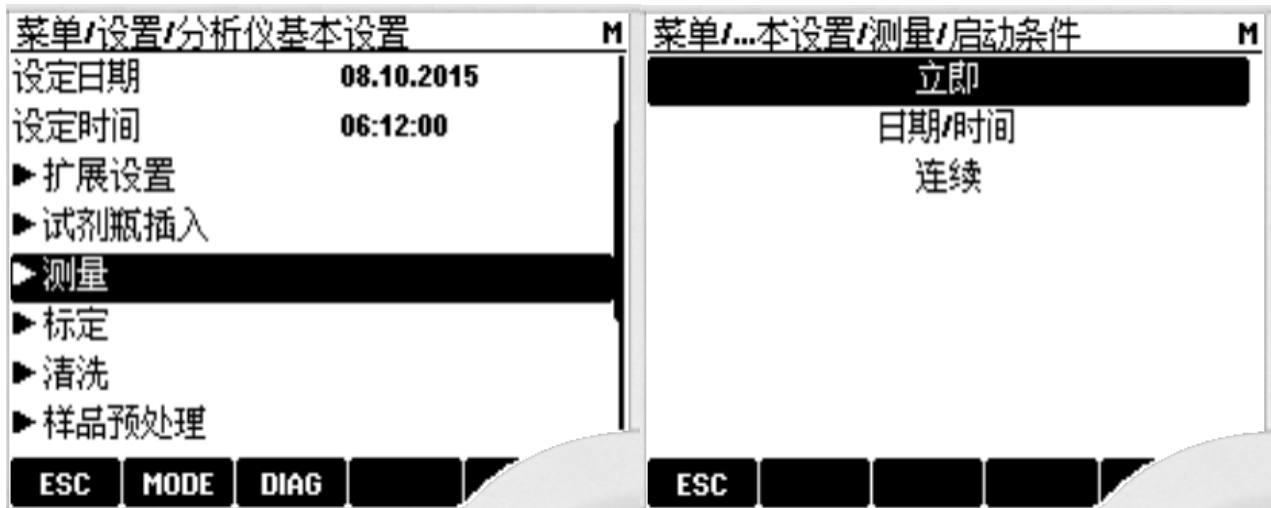 菜单/设置/分析仪基本设置 M
设定日期 08.10.2015
设定时间 06:12:00
▶扩展设置
▶试剂瓶插入
▶测量
▶标定
▶清洗
▶样品预处理
ESC MODE DIAG
菜单/...本设置/测量/启动条件 M
立即
日期/时间
连续
ESC